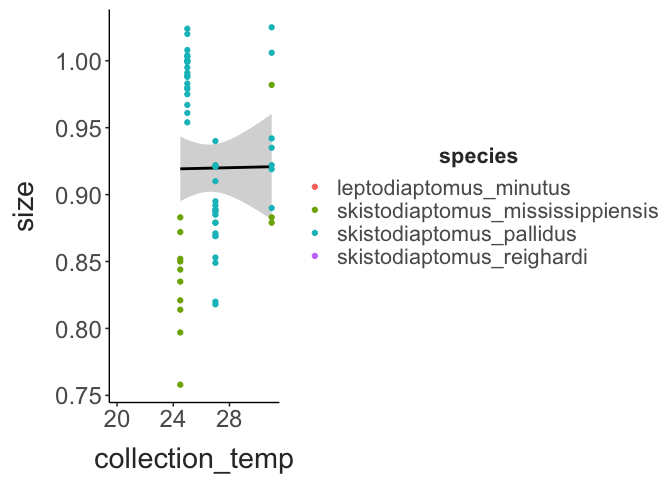 1.00
0.95
0.90
0.85
0.80
0.75
size
20 24 28
collection_temp
species
leptodiaptomus_minutus
skistodiaptomus_mississippiensis
skistodiaptomus_pallidus
skistodiaptomus_reighardi